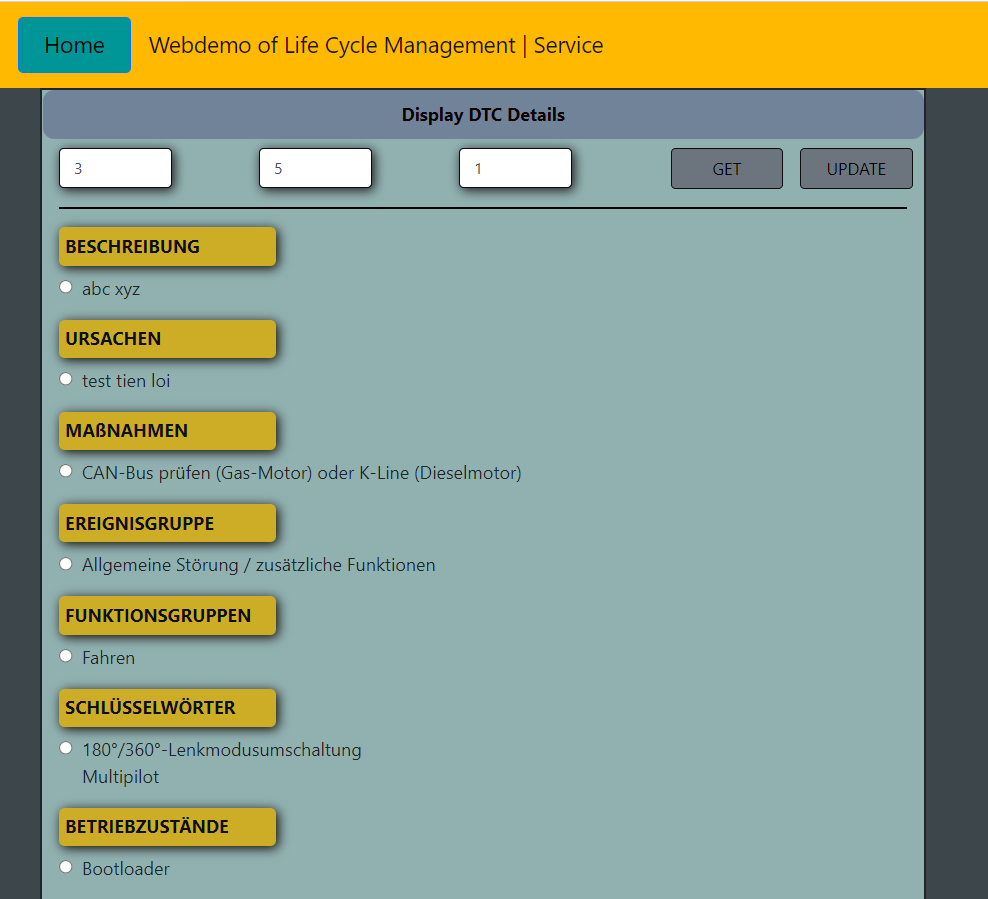 Home
Webdemo of Life Cycle Management | Service
Display DTC Details
3 5 1 GET UPDATE
BESCHREIBUNG
abc xyz
URSACHEN
test tien loi
MAßNAHMEN
CAN-Bus prüfen (Gas-Motor) oder K-Line (Dieselmotor)
EREIGNISGRUPPE
Allgemeine Störung / zusätzliche Funktionen
FUNKTIONSGRUPPEN
Fahren
SCHLÜSSELWÖRTER
180°/360°-Lenkmodusumschaltung
Multipilot
BETRIEBZUSTÄNDE
Bootloader